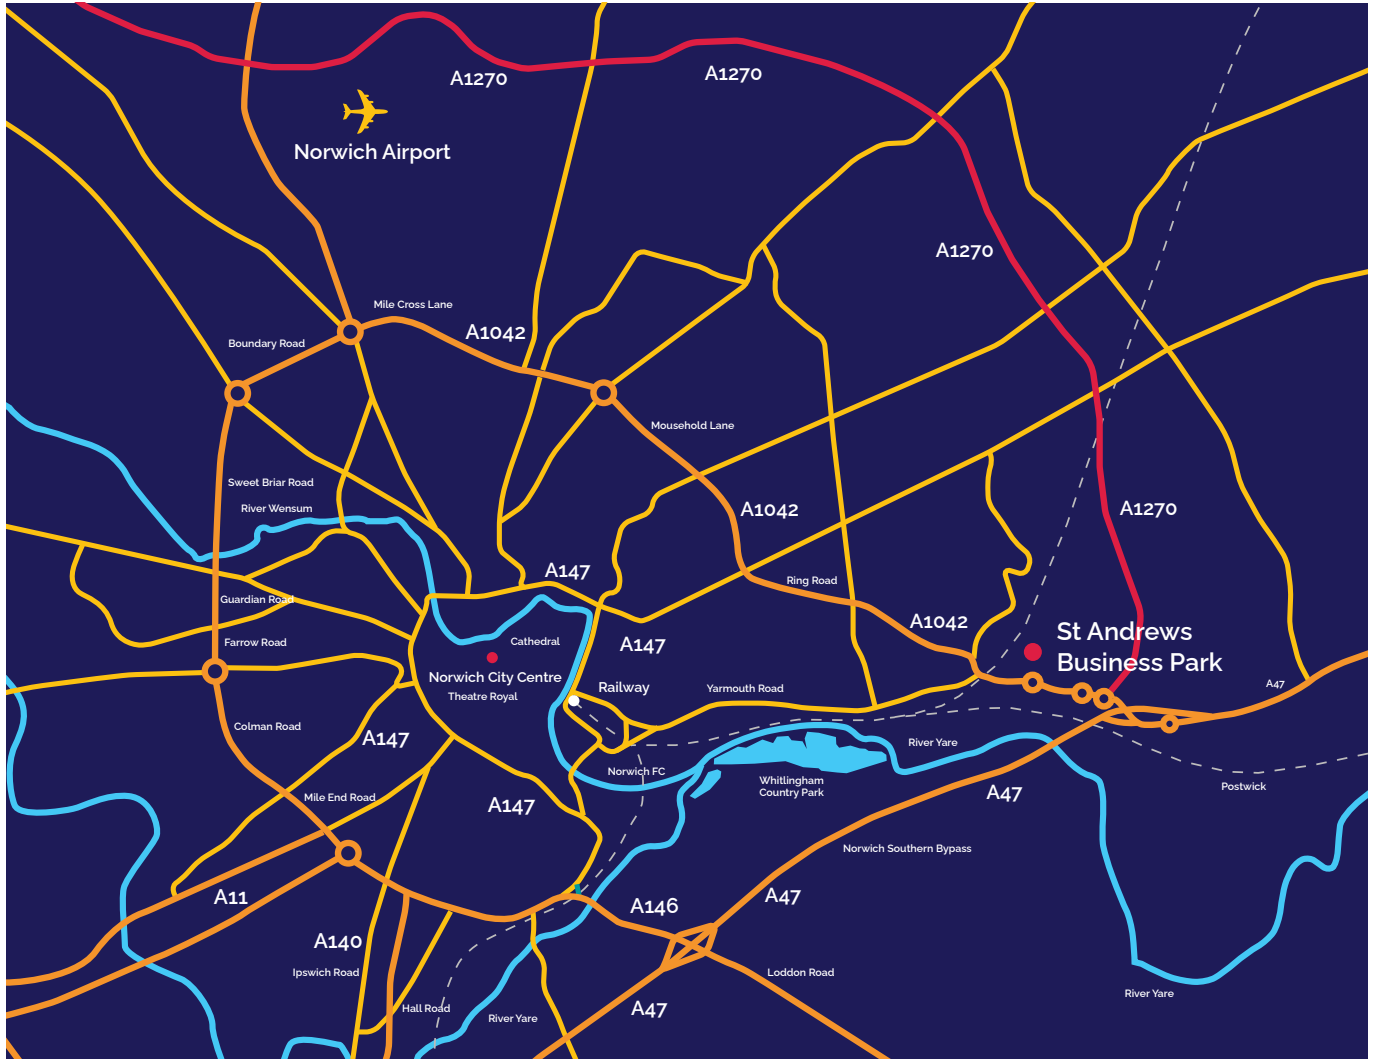 A1270
A1270
Norwich Airport
A1270
Mile Cross Lane
A1042
Boundary Road
Mousehold Lane
Sweet Briar Road
River Wensum
A1042
A1270
A147
Ring Road
Guardian Road
A1042
Farrow Road
Cathedral
A147
St Andrews
Business Park
Norwich City Centre
Theatre Royal
Railway
Yarmouth Road
A47
Colman Road
A147
River Yare
Norwich FC
Whitlingham
Country Park
Postwick
Mile End Road
A147
A47
Norwich Southern Bypass
A11
A146
A47
A140
Ipswich Road
Loddon Road
River Yare
Hall Road
River Yare
A47